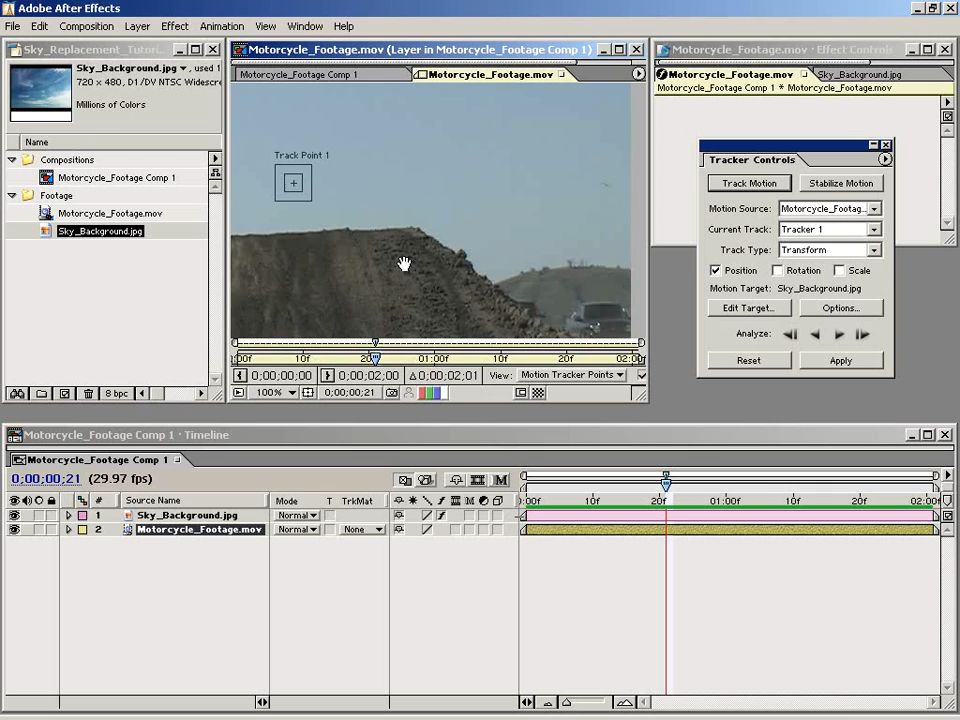 Adobe After Effects
File Edit Composition Layer Effect Animation View Window Help
Sky_Replacement_Tutori...
Sky_Background.jpg, used 1
720 x 480, D1/DV NTSC Widescre
Millions of Colors
Name
Compositions
Motorcycle_Footage Comp 1
Footage
Motorcycle_Footage.mov
Sky_Background.jpg
8 bpc
Motorcycle_Footage.mov (Layer in Motorcycle_Footage Comp 1)
Motorcycle_Footage Comp 1 Motorcycle_Footage.mov
Track Point 1
:00f 10f 20f 01:00f 10f 20f 02:0
0;00;00;00 0;00;02;00 Δ0;00;02;01 View: Motion Tracker Points
100% 0;00;00;21
Motorcycle_Footage.mov · Effect Controls
Motorcycle_Footage.mov Sky_Background.jpg
Motorcycle_Footage Comp 1 * Motorcycle_Footage.mov
Tracker Controls
Track Motion Stabilize Motion
Motion Source: Motorcycle_Footag...
Current Track: Tracker 1
Track Type: Transform
Position Rotation Scale
Motion Target: Sky_Background.jpg
Edit Target... Options...
Analyze:
Reset Apply
Motorcycle_Footage Comp 1 · Timeline
Motorcycle_Footage Comp 1
0;00;00;21 (29.97 fps)
# Source Name Mode T TrkMat :00f 10f 20f 01:00f 10f 20f 02:00
1 Sky_Background.jpg Normal
2 Motorcycle_Footage.mov Normal None